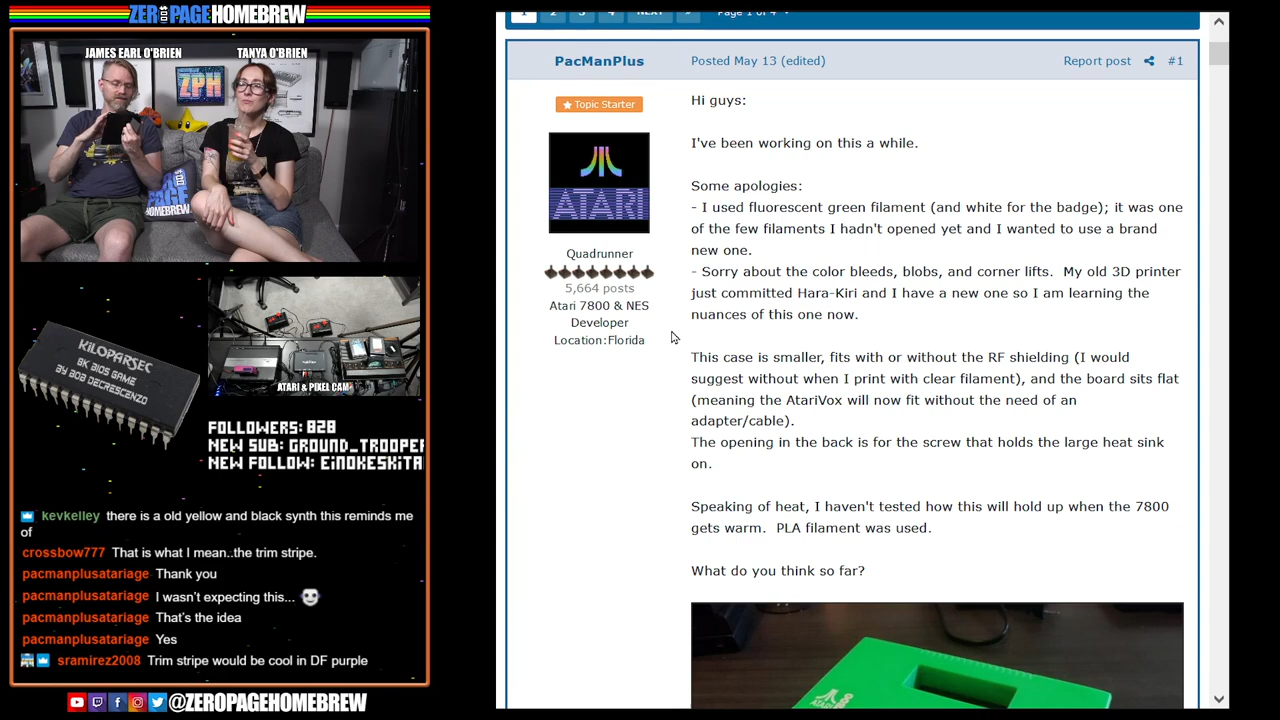 ZERO PAGE HOMEBREW
JAMES EARL O'BRIEN
TANYA O'BRIEN
ZPH
HOMEBREW
KILOPARSEC
8K BIOS GAME
BY BOB DECRESCENZO
ATARI & PIXEL CAM
FOLLOWERS: 828
NEW SUB: GROUND_TROOPER
NEW FOLLOW: EINOKESKITA
kevkelley there is a old yellow and black synth this reminds me
of
crossbow777 That is what I mean..the trim stripe.
pacmanplusatariage Thank you
pacmanplusatariage I wasn't expecting this...
pacmanplusatariage That's the idea
pacmanplusatariage Yes
sramirez2008 Trim stripe would be cool in DF purple
@ZEROPAGEHOMEBREW
1 2 3 4 NEXT » Page 1 of 4
PacManPlus
Posted May 13 (edited)
Report post #1
Topic Starter
ATARI
Quadrunner
5,664 posts
Atari 7800 & NES
Developer
Location:Florida
Hi guys:
I've been working on this a while.
Some apologies:
- I used fluorescent green filament (and white for the badge); it was one
of the few filaments I hadn't opened yet and I wanted to use a brand
new one.
- Sorry about the color bleeds, blobs, and corner lifts. My old 3D printer
just committed Hara-Kiri and I have a new one so I am learning the
nuances of this one now.
This case is smaller, fits with or without the RF shielding (I would
suggest without when I print with clear filament), and the board sits flat
(meaning the AtariVox will now fit without the need of an
adapter/cable).
The opening in the back is for the screw that holds the large heat sink
on.
Speaking of heat, I haven't tested how this will hold up when the 7800
gets warm. PLA filament was used.
What do you think so far?
ATARI